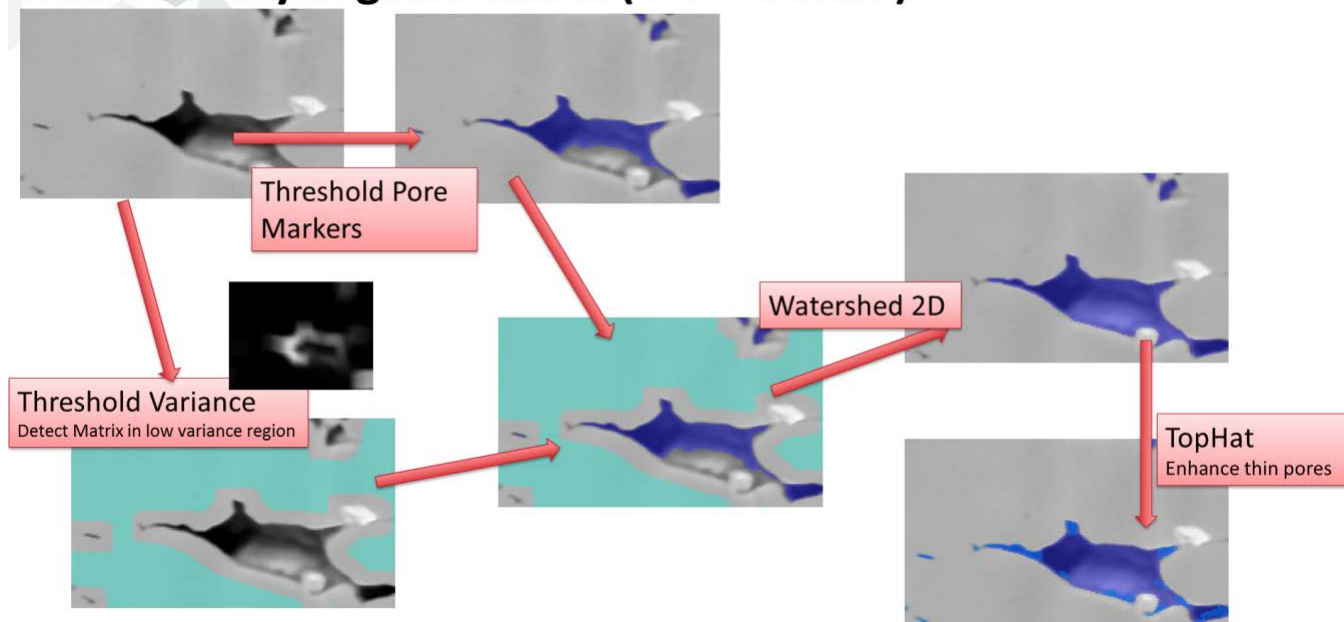 Threshold Pore
Markers
Watershed 2D
Threshold Variance
Detect Matrix in low variance region
TopHat
Enhance thin pores